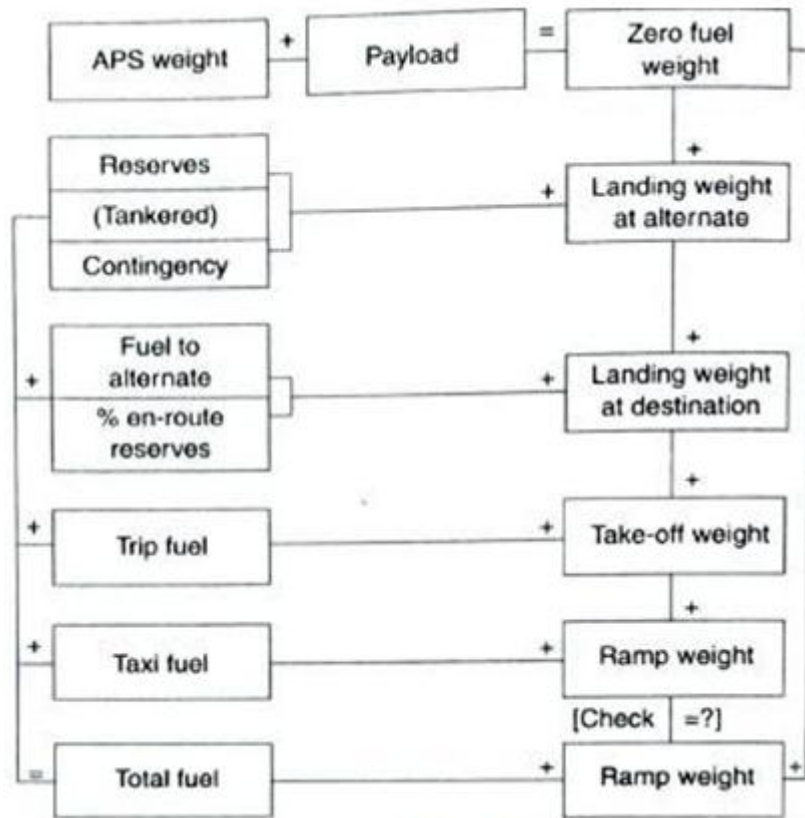 APS weight
+
Payload
=
Zero fuel
weight
+
Reserves
(Tankered)
Contingency
+
Landing weight
at alternate
+
+
Fuel to
alternate
% en-route
reserves
+
Landing weight
at destination
+
+
Trip fuel
+
Take-off weight
+
+
Taxi fuel
+
Ramp weight
[Check =?]
=
Total fuel
+
Ramp weight
+